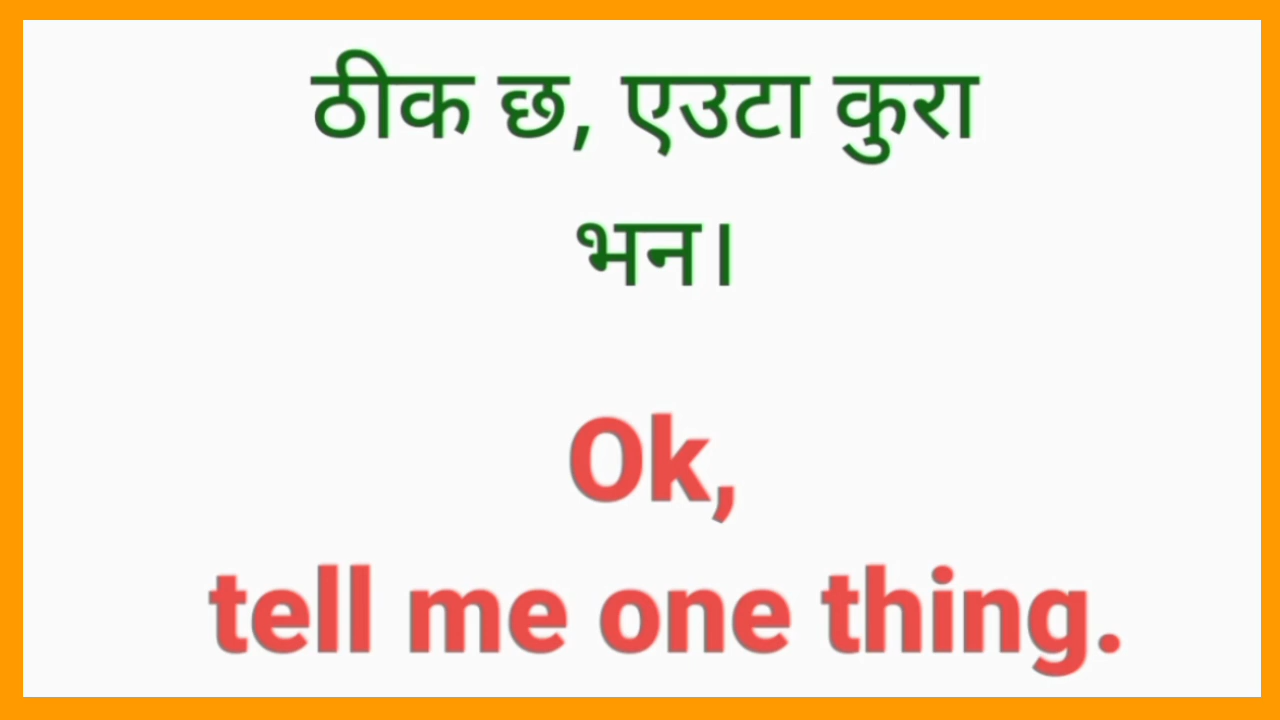 ठीक छ, एउटा कुरा
भन।
Ok,
tell me one thing.